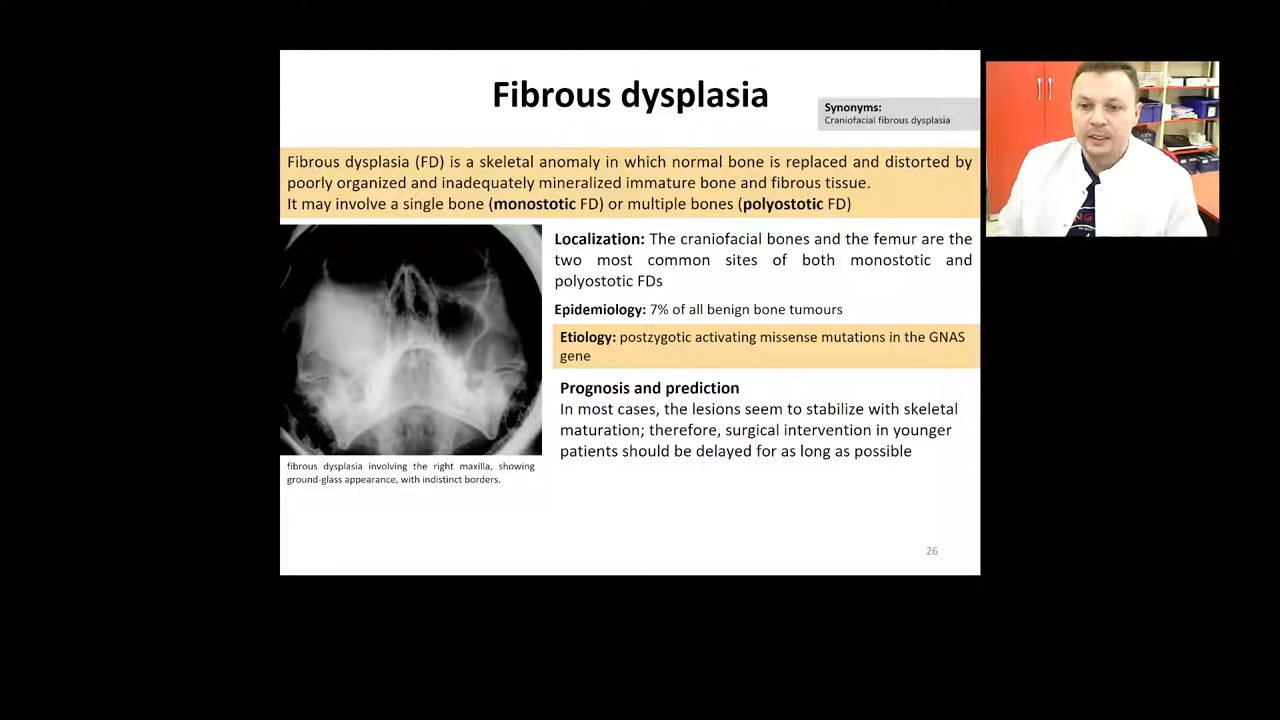 Fibrous dysplasia
Synonyms:
Craniofacial fibrous dysplasia
Fibrous dysplasia (FD) is a skeletal anomaly in which normal bone is replaced and distorted by
poorly organized and inadequately mineralized immature bone and fibrous tissue.
It may involve a single bone (monostotic FD) or multiple bones (polyostotic FD)
Localization: The craniofacial bones and the femur are the
two most common sites of both monostotic and
polyostotic FDs
Epidemiology: 7% of all benign bone tumours
Etiology: postzygotic activating missense mutations in the GNAS
gene
Prognosis and prediction
In most cases, the lesions seem to stabilize with skeletal
maturation; therefore, surgical intervention in younger
patients should be delayed for as long as possible
fibrous dysplasia involving the right maxilla, showing
ground-glass appearance, with indistinct borders.
26